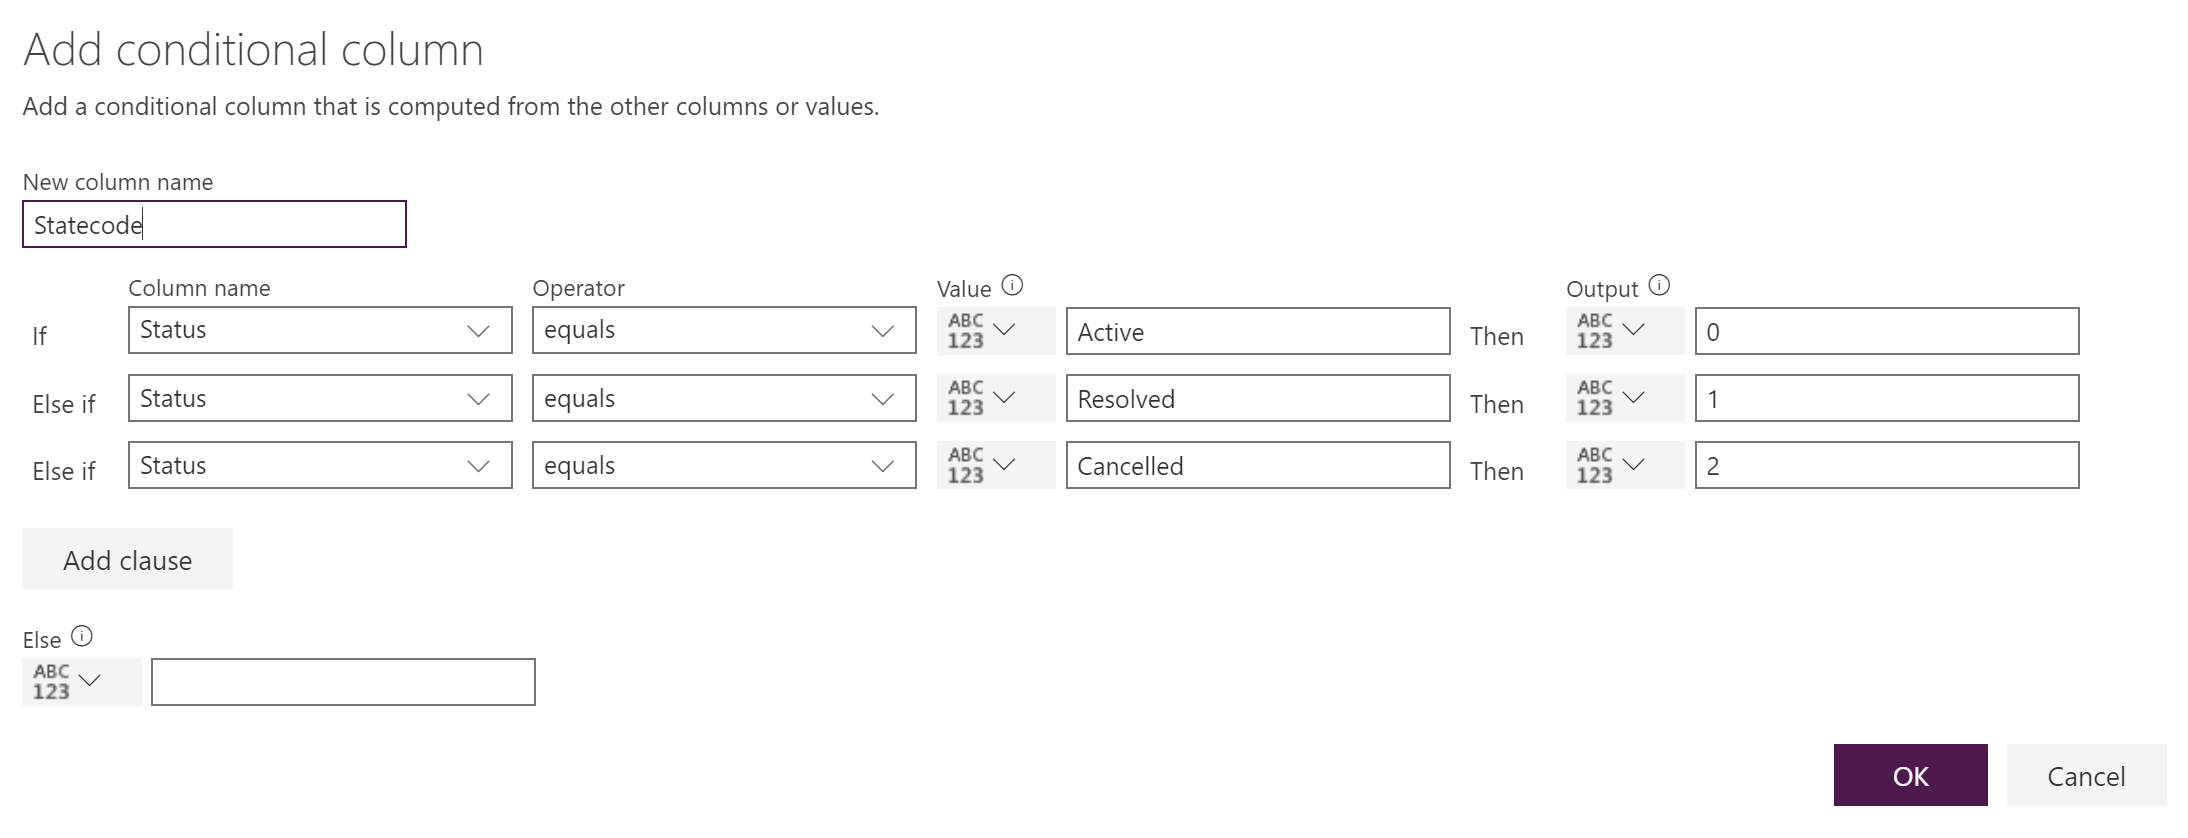 Add conditional column
Add a conditional column that is computed from the other columns or values.
New column name
Statecode
Column name Operator Value Output
If Status equals ABC 123 Active Then ABC 123 0
Else if Status equals ABC 123 Resolved Then ABC 123 1
Else if Status equals ABC 123 Cancelled Then ABC 123 2
Add clause
Else
ABC 123
OK Cancel